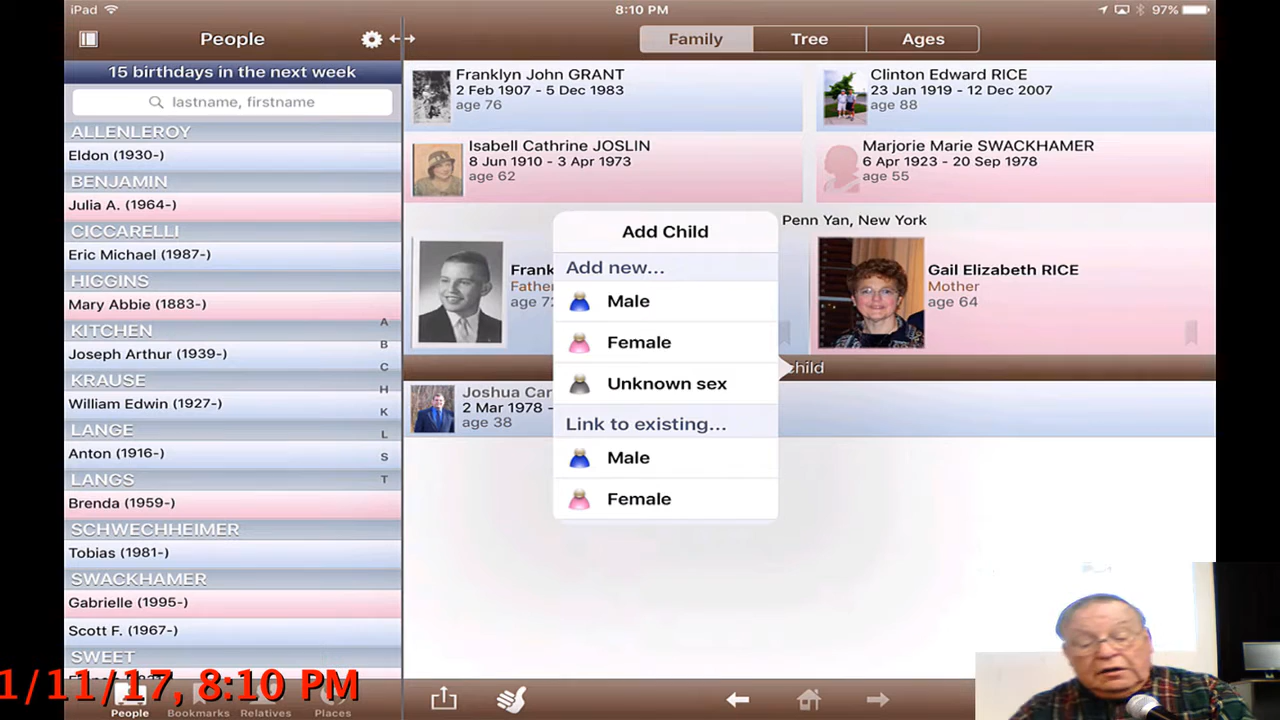 iPad
8:10 PM
97%
People
Family
Tree
Ages
15 birthdays in the next week
lastname, firstname
ALLENLEROY
Eldon (1930-)
BENJAMIN
Julia A. (1964-)
CICCARELLI
Eric Michael (1987-)
HIGGINS
Mary Abbie (1883-)
KITCHEN
Joseph Arthur (1939-)
KRAUSE
William Edwin (1927-)
LANGE
Anton (1916-)
LANGS
Brenda (1959-)
SCHWECHHEIMER
Tobias (1981-)
SWACKHAMER
Gabrielle (1995-)
Scott F. (1967-)
SWEET
A
B
C
H
K
L
S
T
Franklyn John GRANT
2 Feb 1907 - 5 Dec 1983
age 76
Clinton Edward RICE
23 Jan 1919 - 12 Dec 2007
age 88
Isabell Cathrine JOSLIN
8 Jun 1910 - 3 Apr 1973
age 62
Marjorie Marie SWACKHAMER
6 Apr 1923 - 20 Sep 1978
age 55
Penn Yan, New York
Frank
Father
age 72
Gail Elizabeth RICE
Mother
age 64
child
Joshua Car
2 Mar 1978 -
age 38
Add Child
Add new...
Male
Female
Unknown sex
Link to existing...
Male
Female
1/11/17, 8:10 PM
People
Bookmarks
Relatives
Places